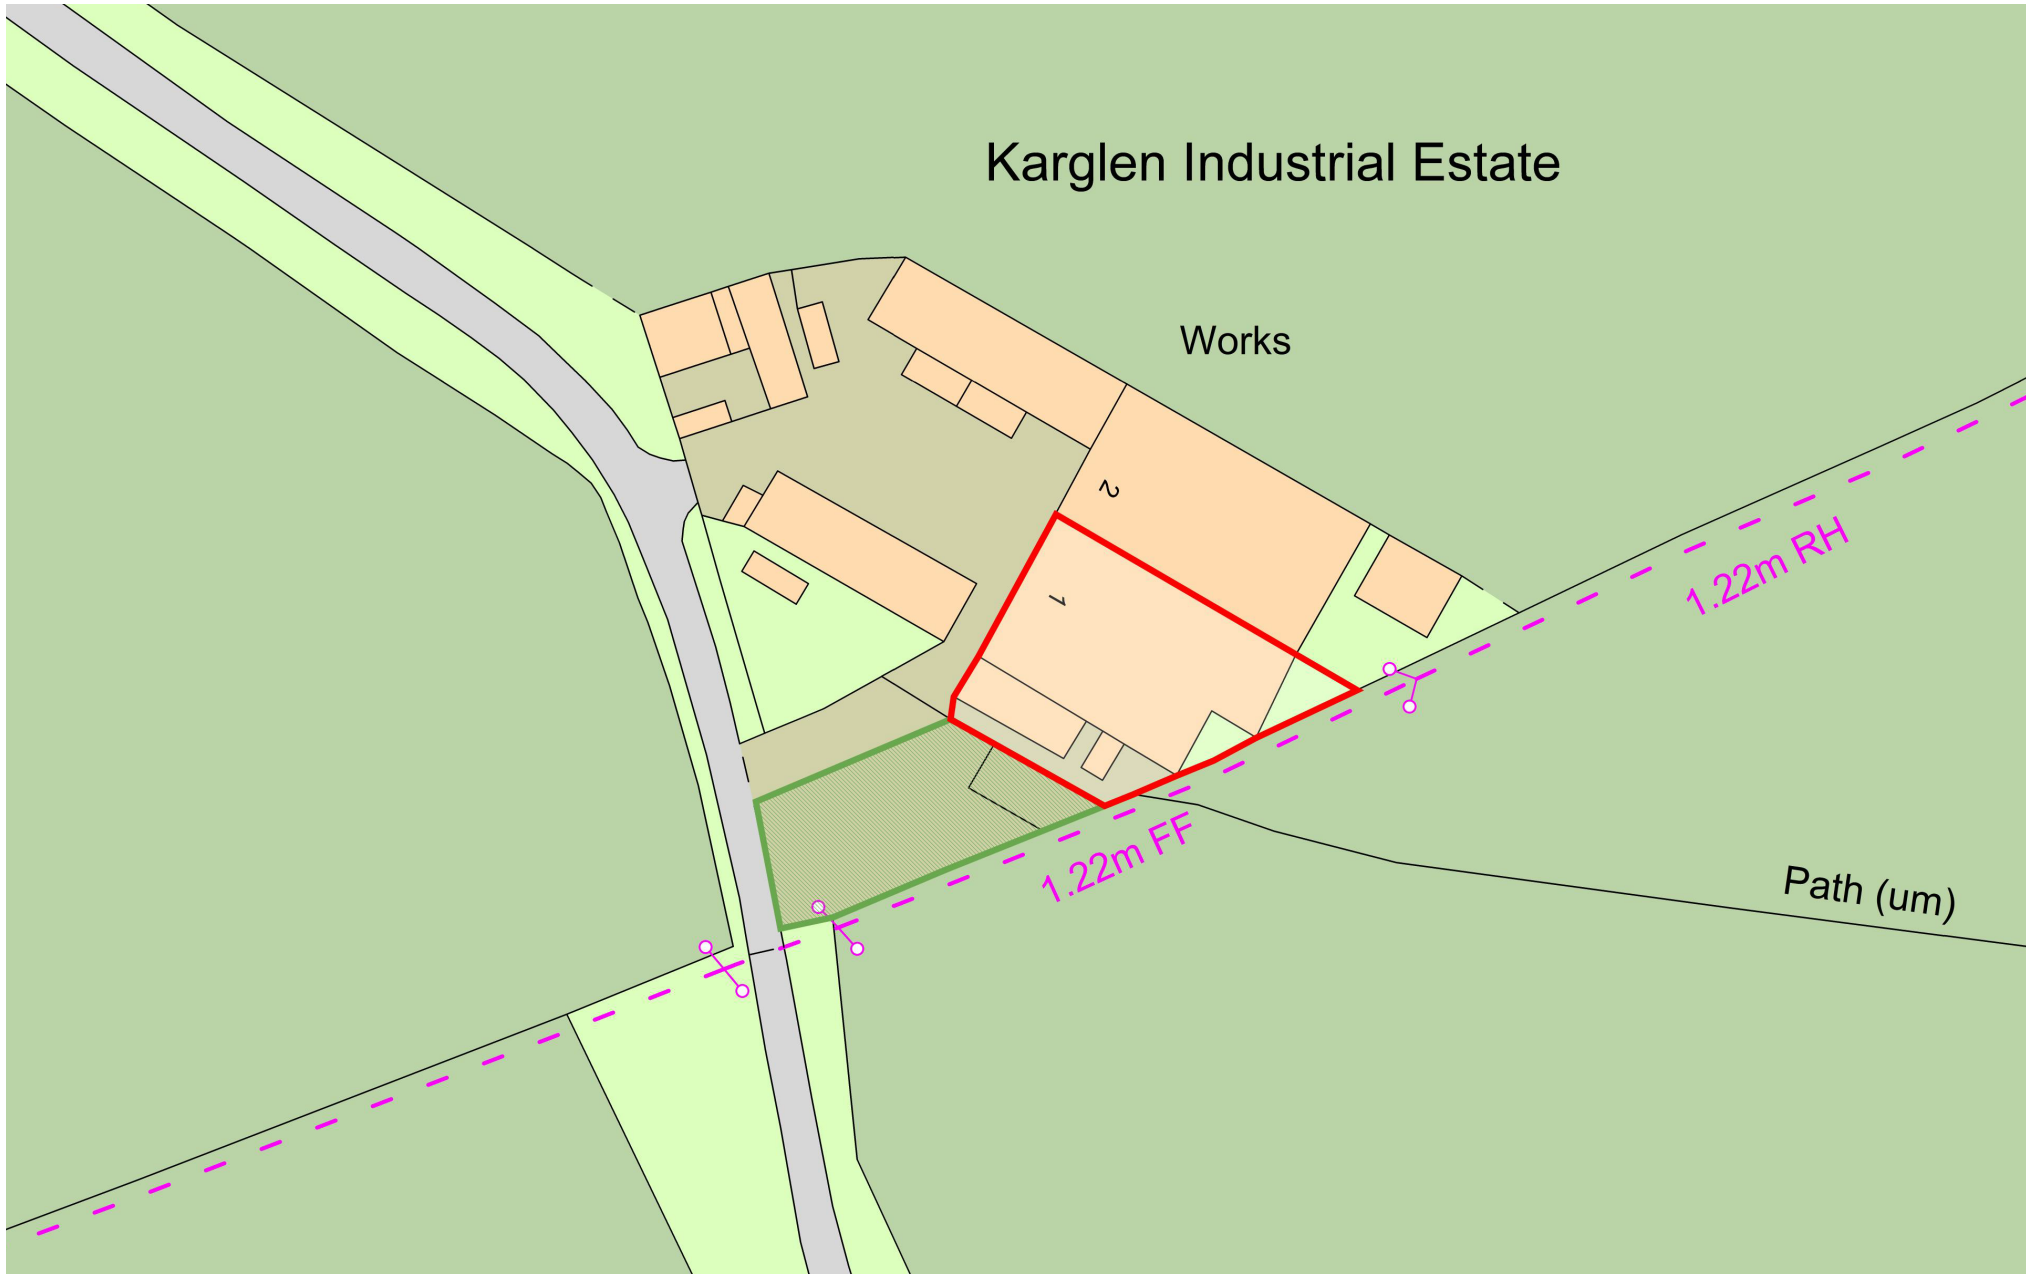 Karglen Industrial Estate
Works
2
1
1.22m RH
1.22m FF
Path (um)